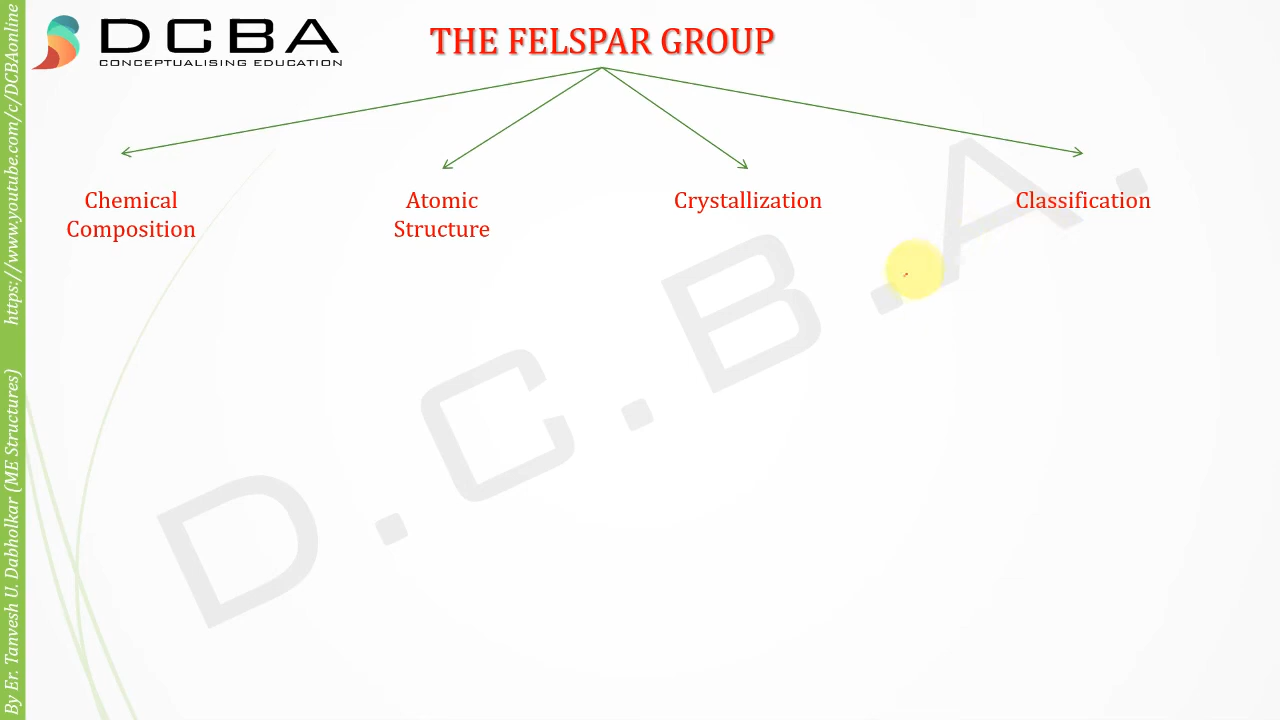 DCBA
CONCEPTUALISING EDUCATION
THE FELSPAR GROUP
Chemical
Composition
Atomic
Structure
Crystallization
Classification
D.C.B.A.
By Er. Tanvesh U. Dabholkar (ME Structures) https://www.youtube.com/c/DCBAonline